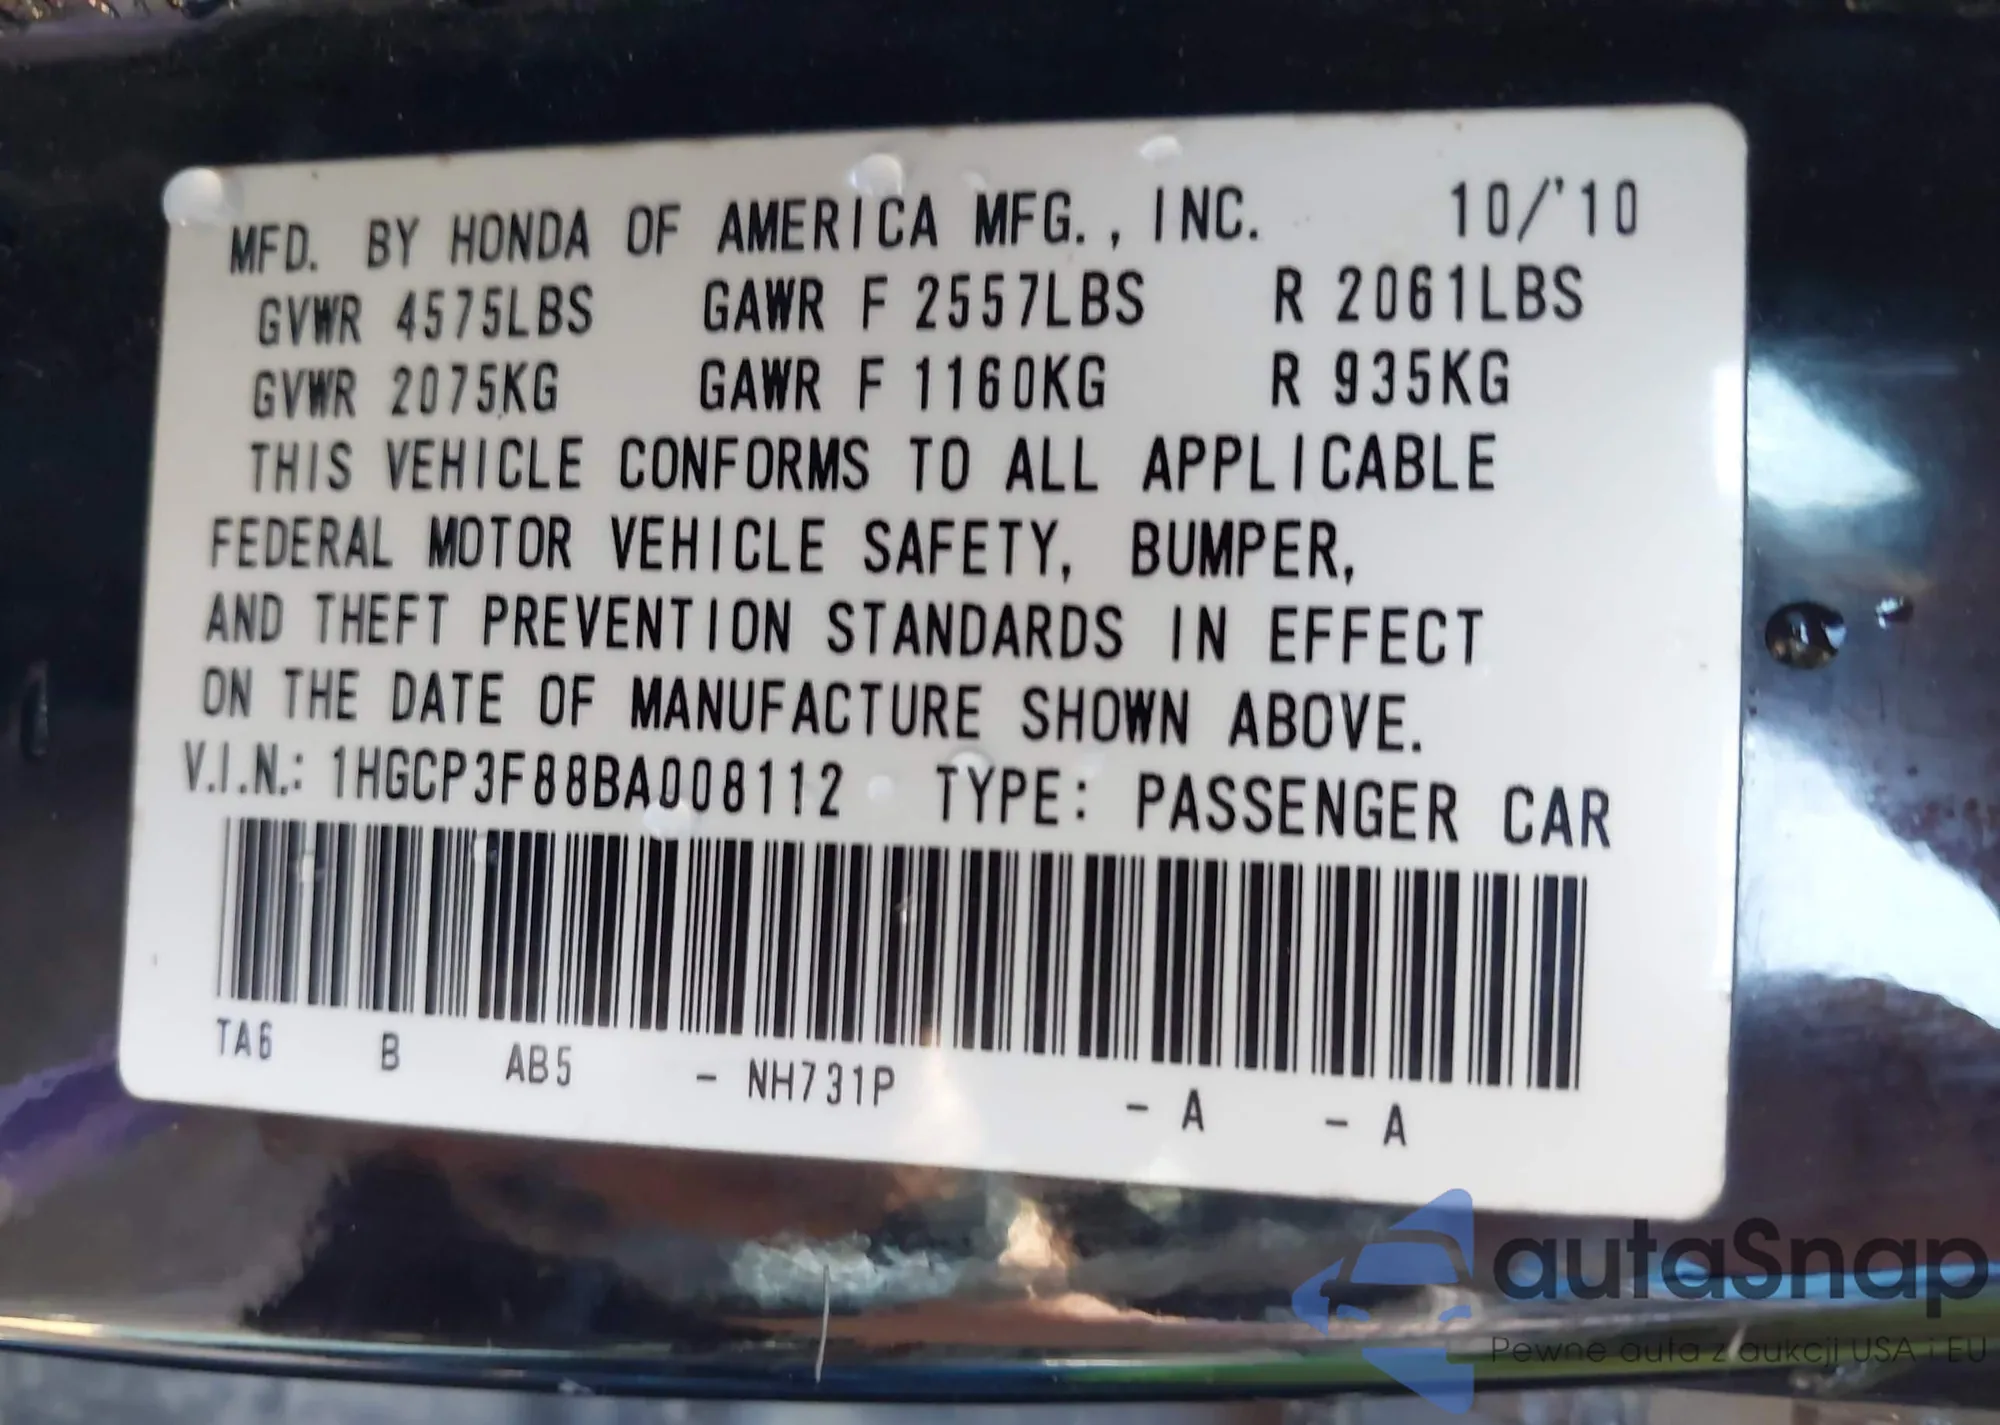 MFD. BY HONDA OF AMERICA MFG., INC. 10/'10
GVWR 4575LBS GAWR F 2557LBS R 2061LBS
GVWR 2075KG GAWR F 1160KG R 935KG
THIS VEHICLE CONFORMS TO ALL APPLICABLE
FEDERAL MOTOR VEHICLE SAFETY, BUMPER,
AND THEFT PREVENTION STANDARDS IN EFFECT
ON THE DATE OF MANUFACTURE SHOWN ABOVE.
V.I.N.: 1HGCP3F88BA008112 TYPE: PASSENGER CAR
TA6 B AB5 - NH731P - A - A
autaSnap
Pewne auta z aukcji USA i EU